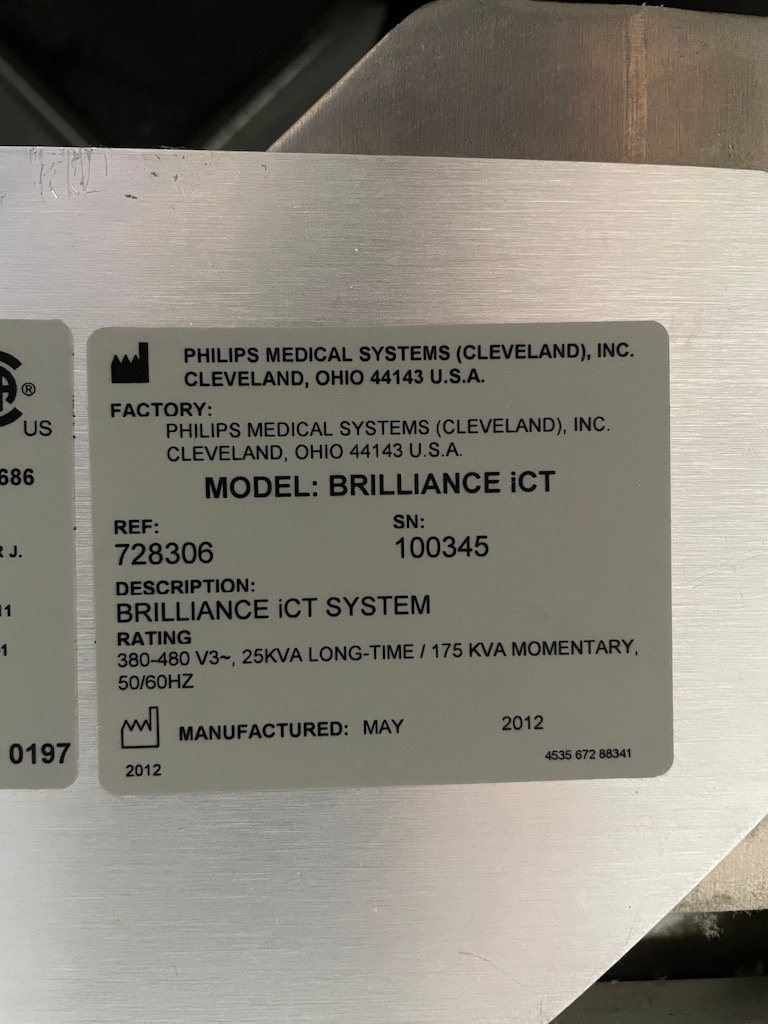 PHILIPS MEDICAL SYSTEMS (CLEVELAND), INC.
CLEVELAND, OHIO 44143 U.S.A.
FACTORY:
PHILIPS MEDICAL SYSTEMS (CLEVELAND), INC.
CLEVELAND, OHIO 44143 U.S.A.
MODEL: BRILLIANCE iCT
REF: SN:
728306 100345
DESCRIPTION:
BRILLIANCE iCT SYSTEM
RATING
380-480 V3~, 25KVA LONG-TIME / 175 KVA MOMENTARY,
50/60HZ
MANUFACTURED: MAY 2012
2012 4535 672 88341
®
US
686
J.
0197